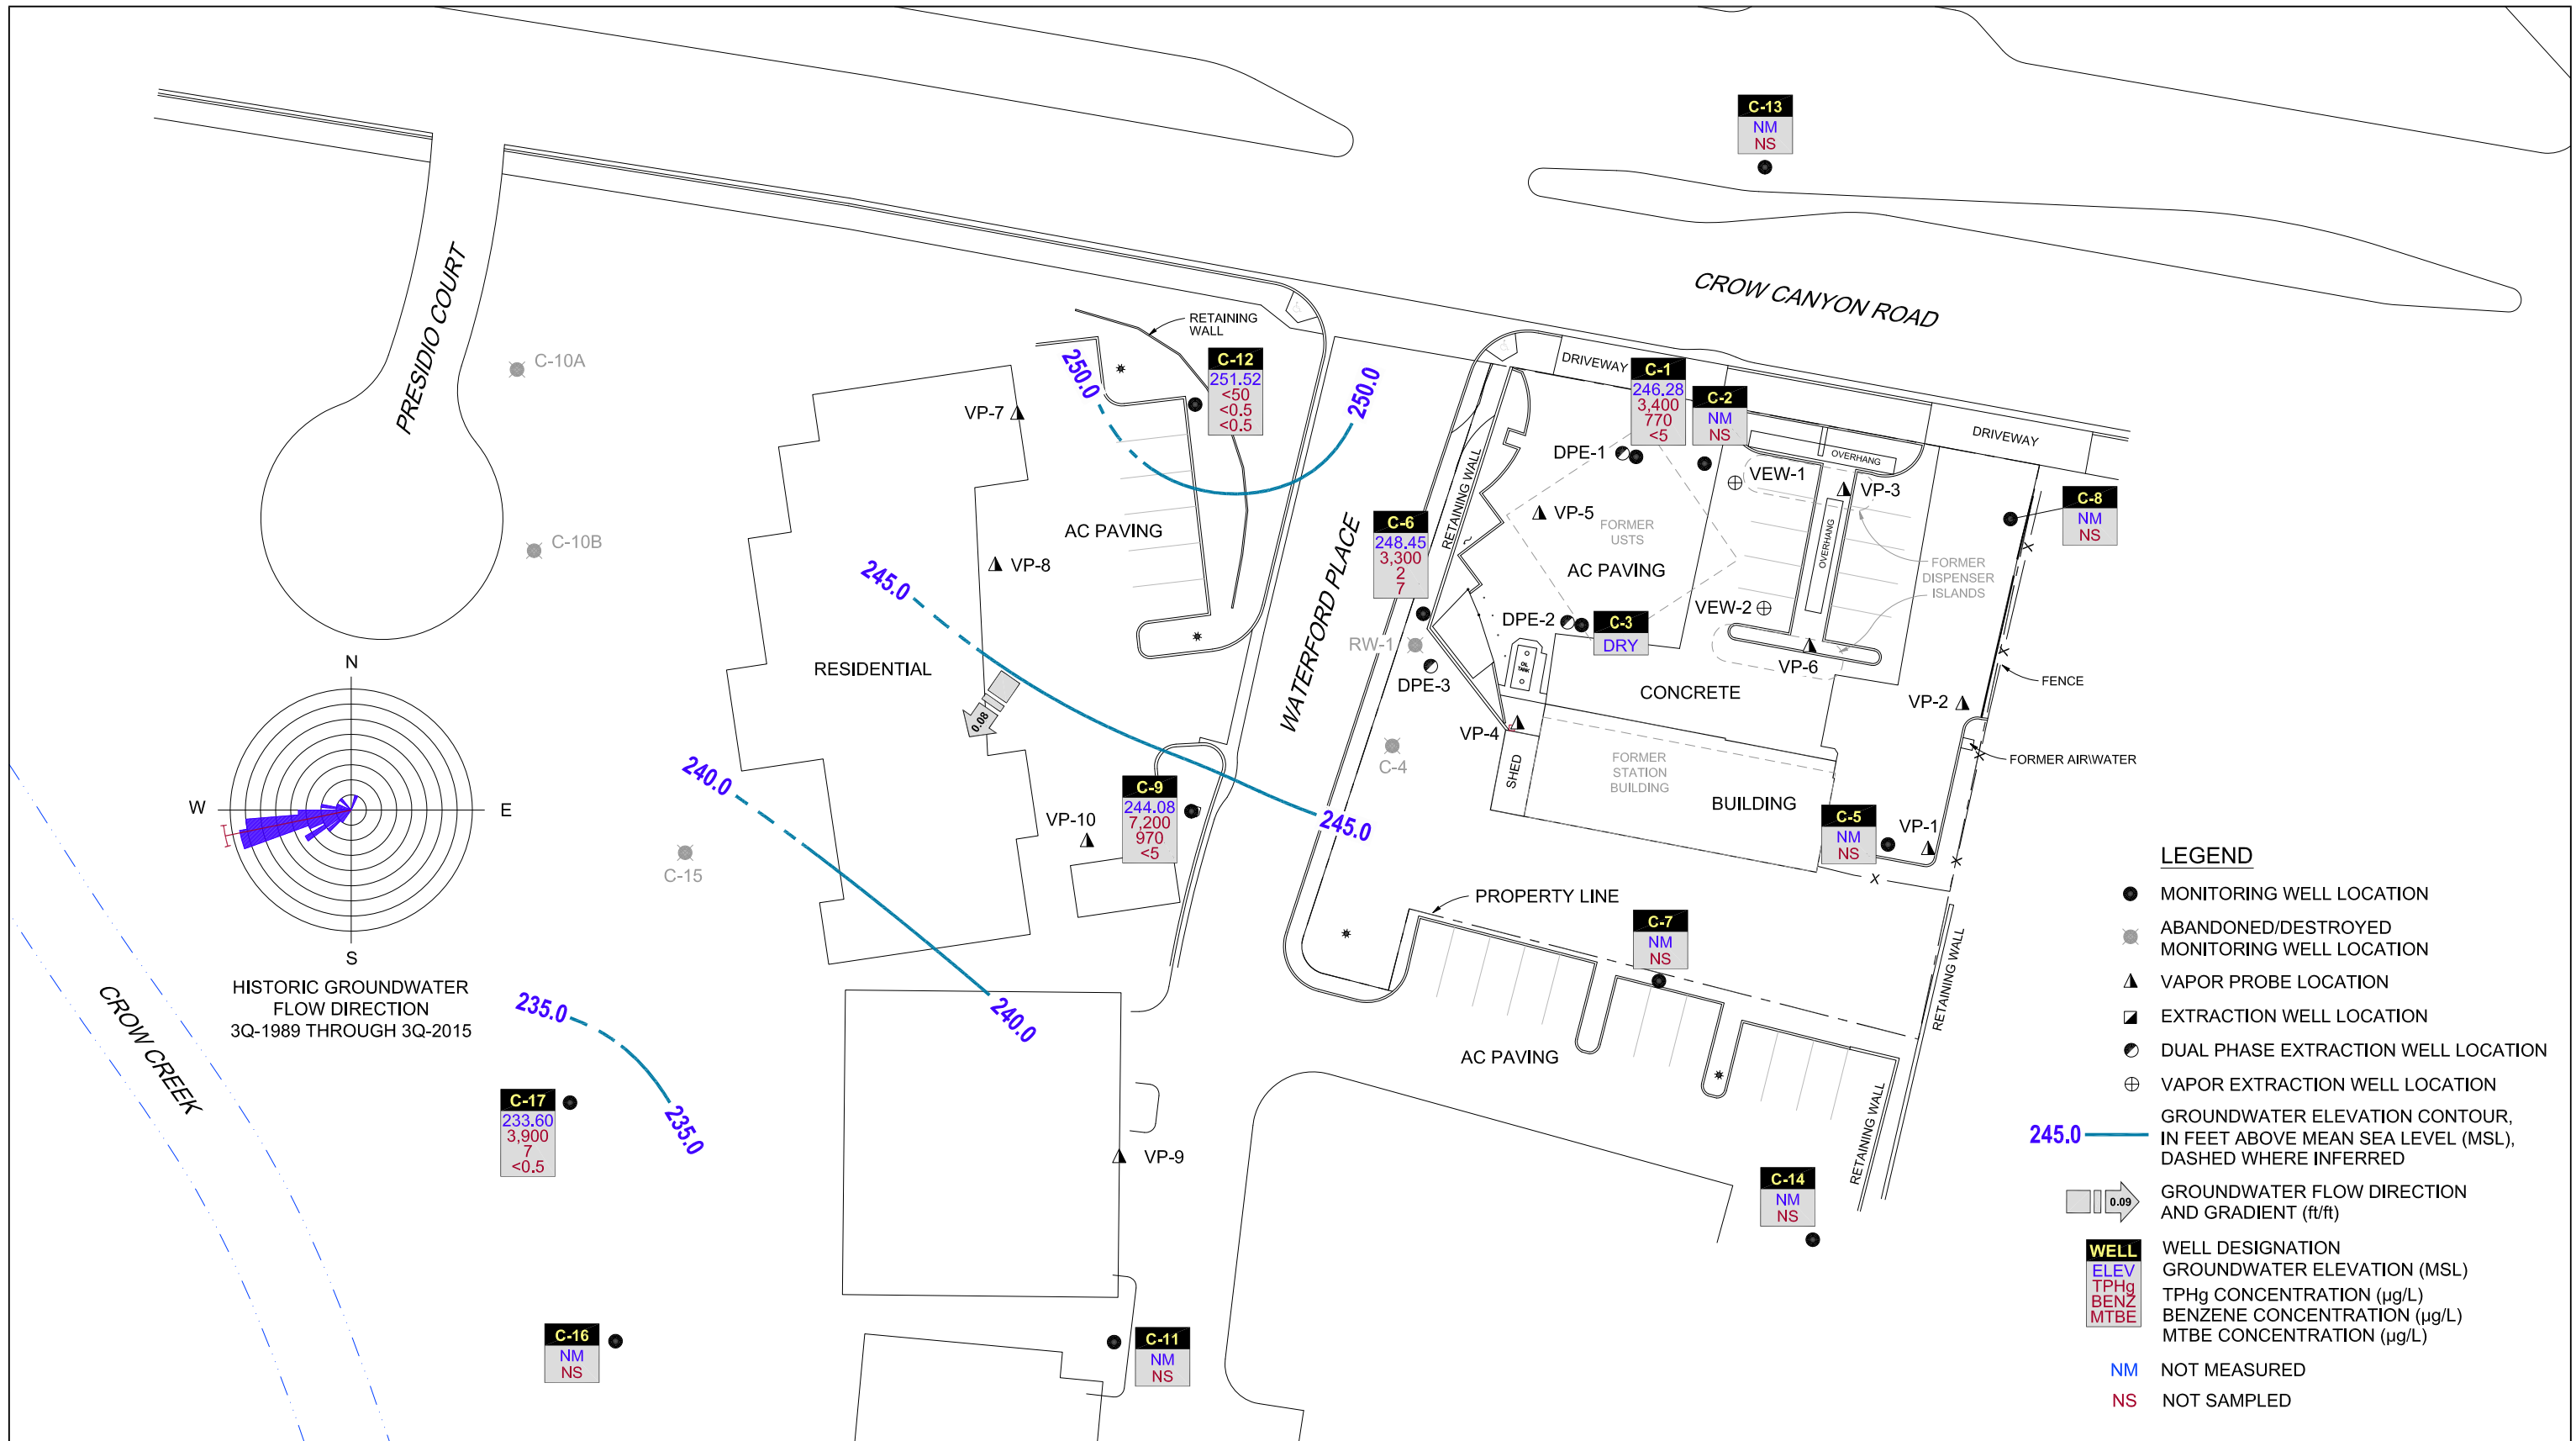 C-13
NM
NS
CROW CANYON ROAD
PRESIDIO COURT
C-10A
C-10B
RETAINING
WALL
250.0
250.0
C-12
251.52
<50
<0.5
<0.5
DRIVEWAY
C-1
246.28
3,400
770
<5
C-2
NM
NS
DRIVEWAY
OVERHANG
VP-7
DPE-1
VEW-1
VP-3
C-8
NM
NS
AC PAVING
VP-8
WATERFORD PLACE
C-6
248.45
3,300
2
7
RETAINING WALL
VP-5
FORMER
USTS
AC PAVING
OVERHANG
FORMER
DISPENSER
ISLANDS
245.0
RW-1
DPE-2
C-3
DRY
VEW-2
VP-6
DPE-3
OIL
TANK
CONCRETE
FENCE
VP-2
RESIDENTIAL
0.08
VP-4
C-4
SHED
FORMER
STATION
BUILDING
BUILDING
FORMER AIR\WATER
N
W
E
S
HISTORIC GROUNDWATER
FLOW DIRECTION
3Q-1989 THROUGH 3Q-2015
240.0
C-15
VP-10
C-9
244.08
7,200
970
<5
245.0
C-5
NM
NS
VP-1
X
X
X
X
X
X
PROPERTY LINE
C-7
NM
NS
RETAINING WALL
CROW CREEK
235.0
240.0
235.0
AC PAVING
RETAINING WALL
C-17
233.60
3,900
7
<0.5
VP-9
C-14
NM
NS
C-16
NM
NS
C-11
NM
NS
LEGEND
MONITORING WELL LOCATION
ABANDONED/DESTROYED
MONITORING WELL LOCATION
VAPOR PROBE LOCATION
EXTRACTION WELL LOCATION
DUAL PHASE EXTRACTION WELL LOCATION
VAPOR EXTRACTION WELL LOCATION
245.0
GROUNDWATER ELEVATION CONTOUR,
IN FEET ABOVE MEAN SEA LEVEL (MSL),
DASHED WHERE INFERRED
0.09
GROUNDWATER FLOW DIRECTION
AND GRADIENT (ft/ft)
WELL WELL DESIGNATION
ELEV GROUNDWATER ELEVATION (MSL)
TPHg TPHg CONCENTRATION (µg/L)
BENZ BENZENE CONCENTRATION (µg/L)
MTBE MTBE CONCENTRATION (µg/L)
NM NOT MEASURED
NS NOT SAMPLED